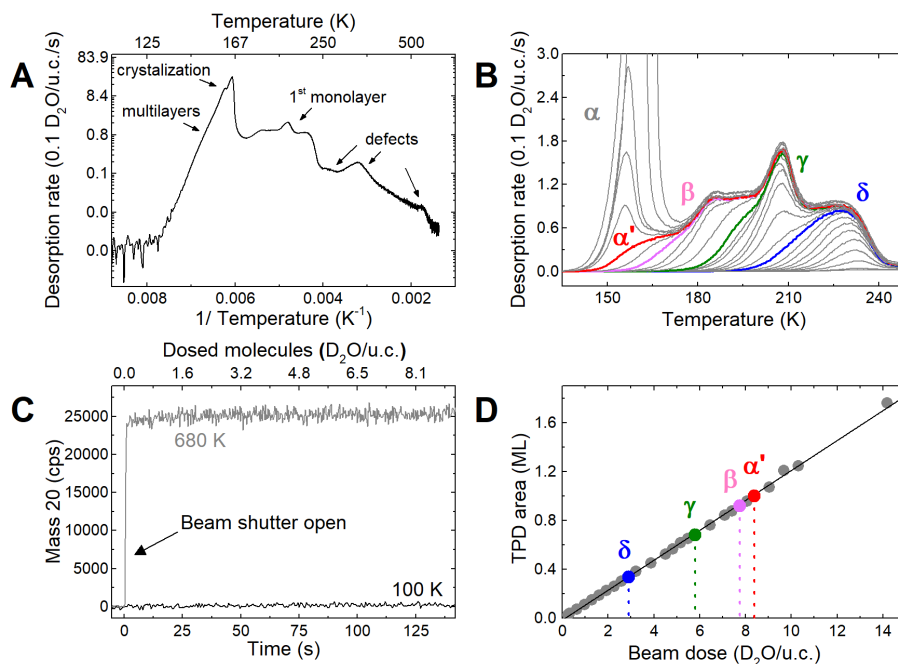 Temperature (K)
125 167 250 500
A
83.9
8.4
0.8
0.1
0.0
0.0
Desorption rate (0.1 D₂O/u.c./s)
crystalization
multilayers
1st monolayer
defects
0.008 0.006 0.004 0.002
1/ Temperature (K⁻¹)
B
3.0
2.4
1.8
1.2
0.6
0.0
Desorption rate (0.1 D₂O/u.c./s)
α
α'
β
γ
δ
150 180 210 240
Temperature (K)
Dosed molecules (D₂O/u.c.)
0.0 1.6 3.2 4.8 6.5 8.1
C
25000
20000
15000
10000
5000
0
Mass 20 (cps)
680 K
Beam shutter open
100 K
0 25 50 75 100 125
Time (s)
D
1.8
1.2
0.6
0.4
0.0
TPD area (ML)
δ
γ
β
α'
0 2 4 6 8 10 12 14
Beam dose (D₂O/u.c.)